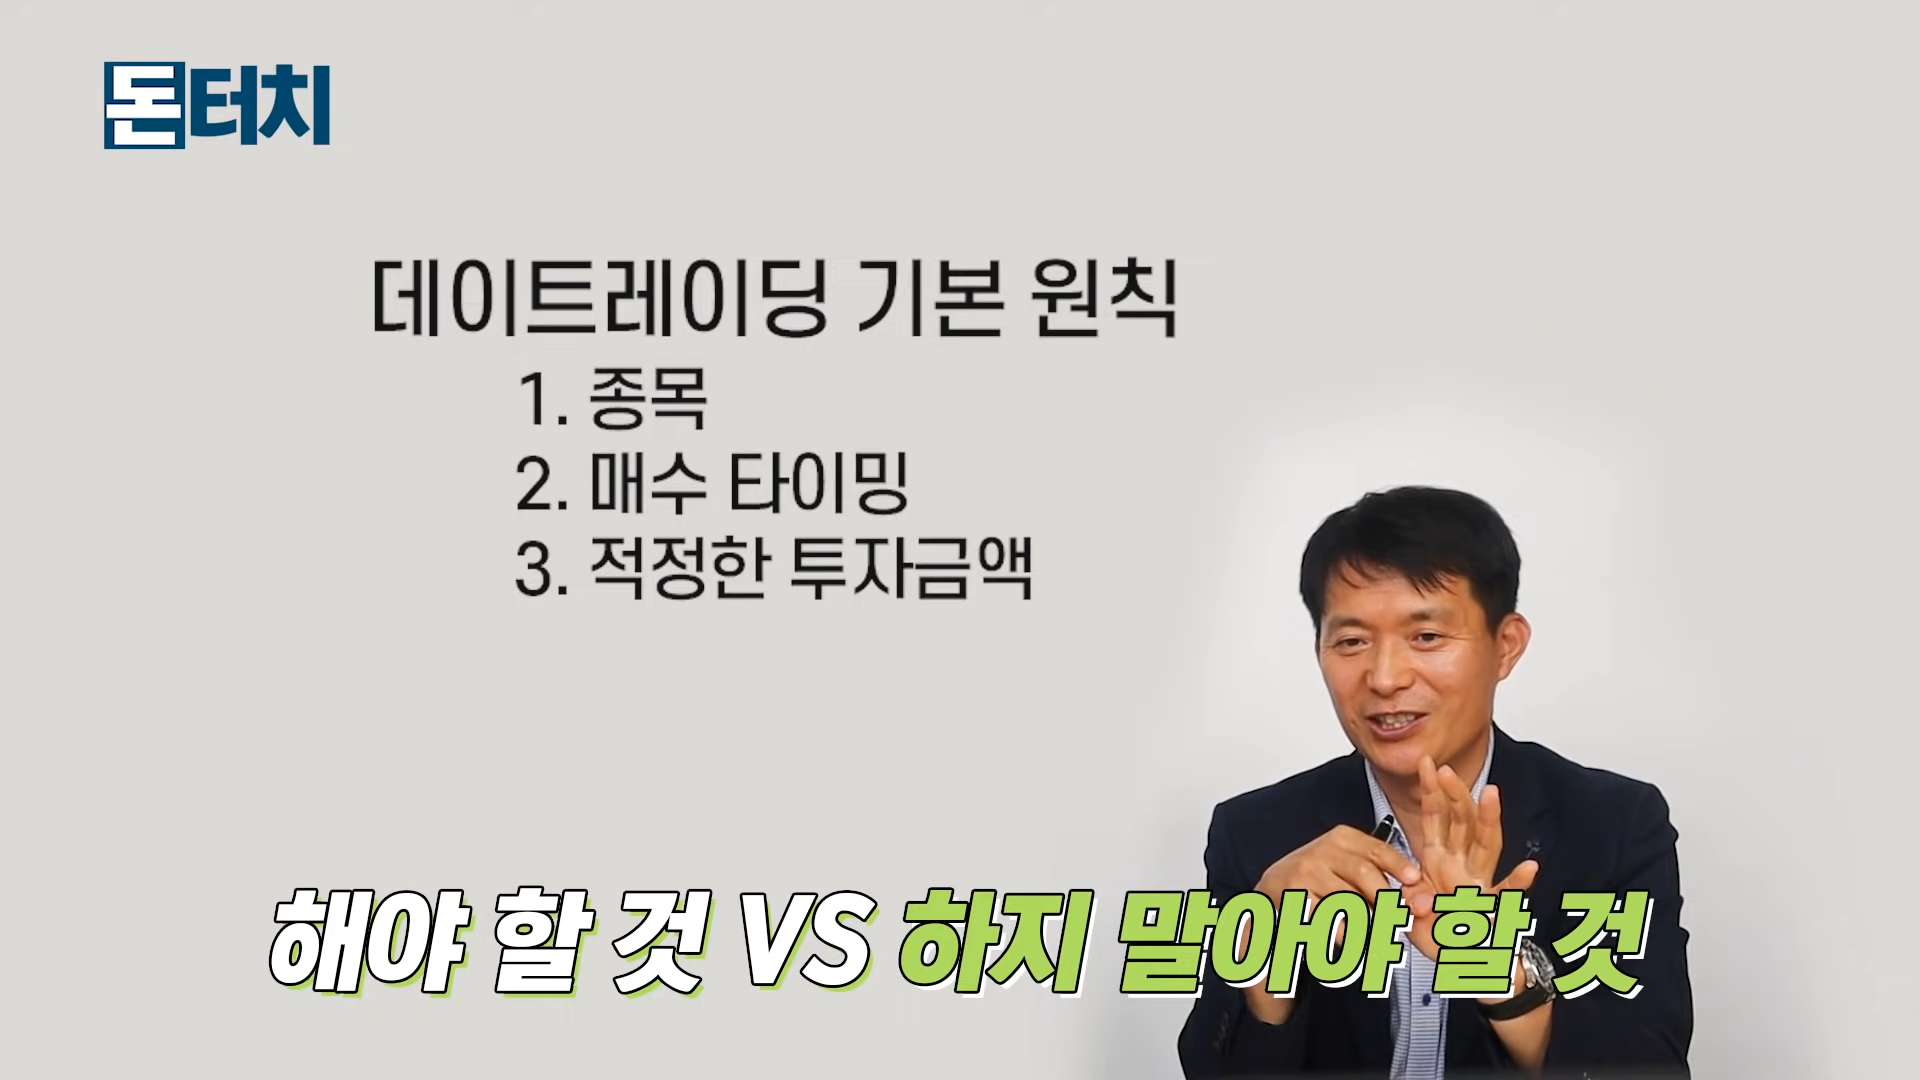 돈터치
데이트레이딩 기본 원칙
1. 종목
2. 매수 타이밍
3. 적정한 투자금액
해야 할 것 VS 하지 말아야 할 것